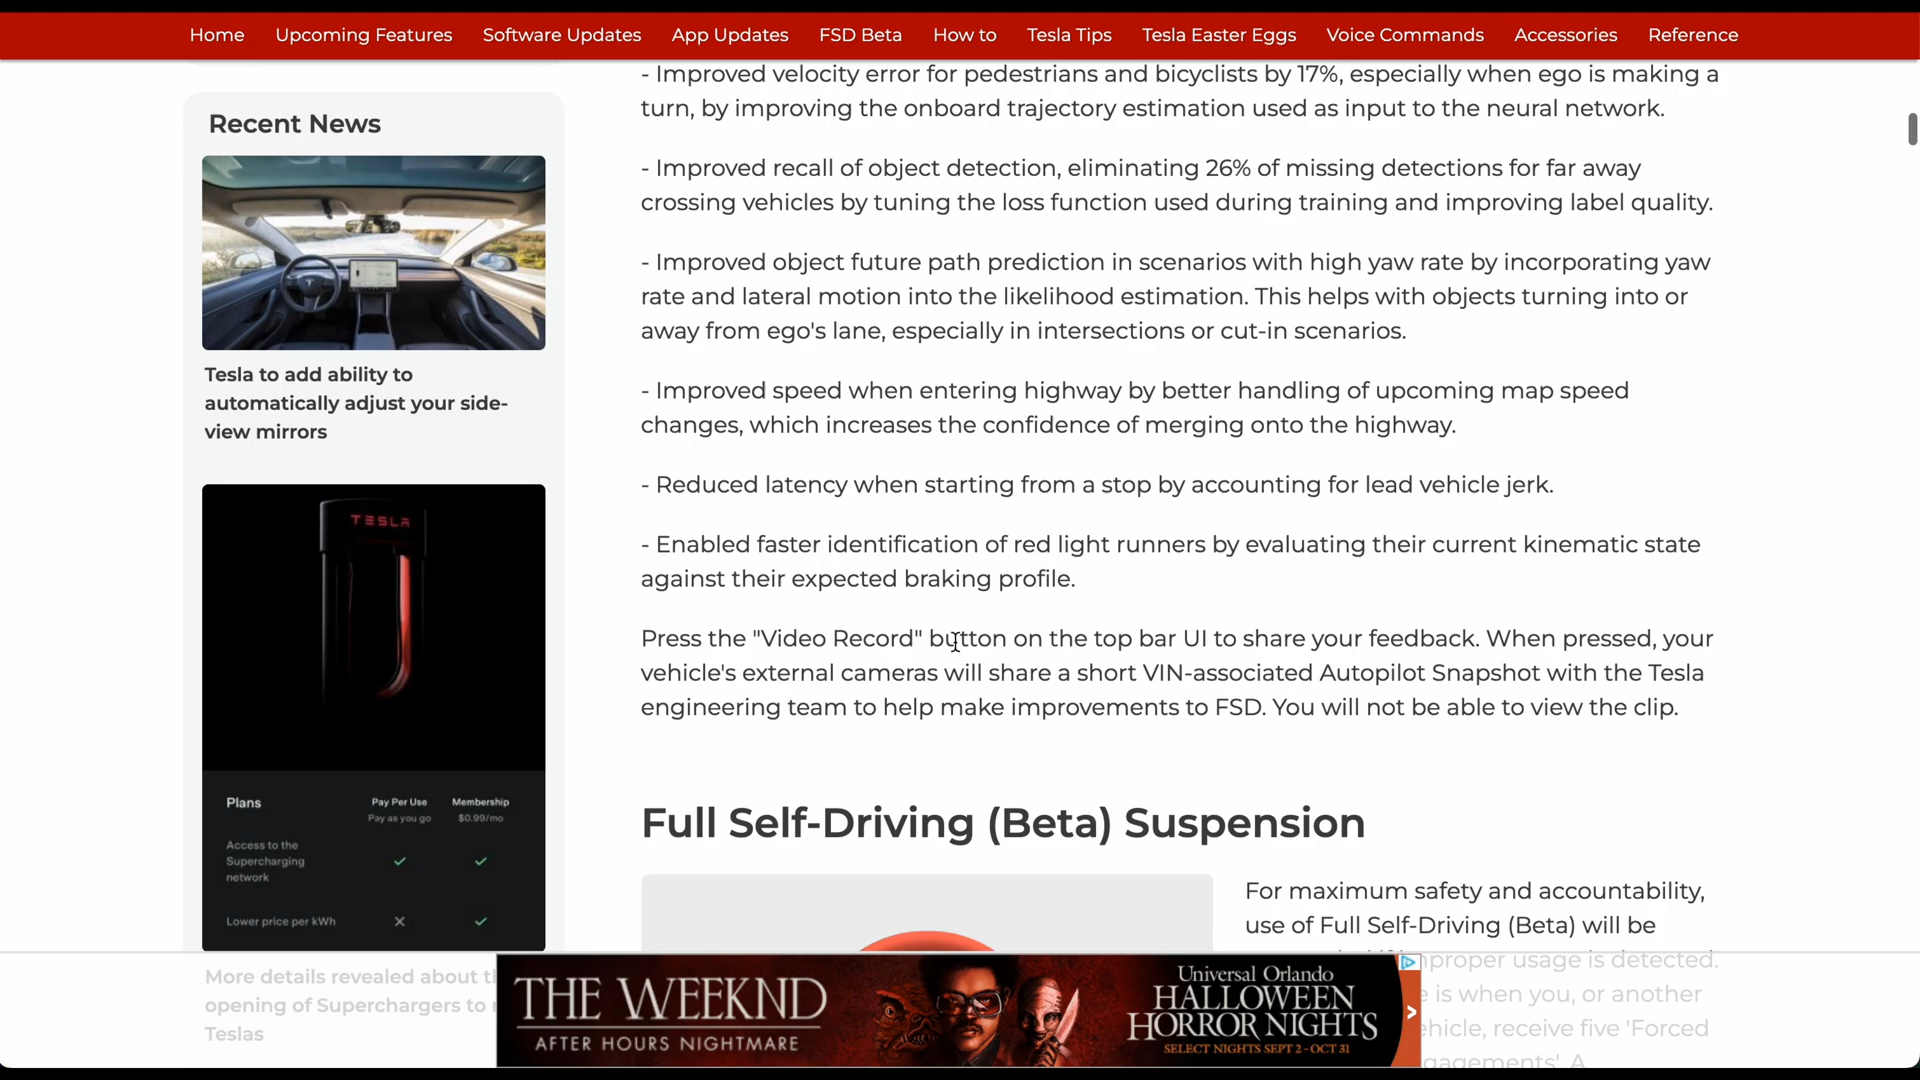 Home Upcoming Features Software Updates App Updates FSD Beta How to Tesla Tips Tesla Easter Eggs Voice Commands Accessories Reference
Recent News
Tesla to add ability to
automatically adjust your side-
view mirrors
TESLA
Plans
Pay Per Use
Pay as you go
Membership
$0.99/mo
Access to the
Supercharging
network
Lower price per kWh
More details revealed about t
opening of Superchargers to
Teslas
- Improved velocity error for pedestrians and bicyclists by 17%, especially when ego is making a
turn, by improving the onboard trajectory estimation used as input to the neural network.
- Improved recall of object detection, eliminating 26% of missing detections for far away
crossing vehicles by tuning the loss function used during training and improving label quality.
- Improved object future path prediction in scenarios with high yaw rate by incorporating yaw
rate and lateral motion into the likelihood estimation. This helps with objects turning into or
away from ego's lane, especially in intersections or cut-in scenarios.
- Improved speed when entering highway by better handling of upcoming map speed
changes, which increases the confidence of merging onto the highway.
- Reduced latency when starting from a stop by accounting for lead vehicle jerk.
- Enabled faster identification of red light runners by evaluating their current kinematic state
against their expected braking profile.
Press the "Video Record" button on the top bar UI to share your feedback. When pressed, your
vehicle's external cameras will share a short VIN-associated Autopilot Snapshot with the Tesla
engineering team to help make improvements to FSD. You will not be able to view the clip.
Full Self-Driving (Beta) Suspension
For maximum safety and accountability,
use of Full Self-Driving (Beta) will be
improper usage is detected.
e is when you, or another
ehicle, receive five 'Forced
gagements'. A
THE WEEKND
AFTER HOURS NIGHTMARE
Universal Orlando
HALLOWEEN
HORROR NIGHTS
SELECT NIGHTS SEPT 2 - OCT 31